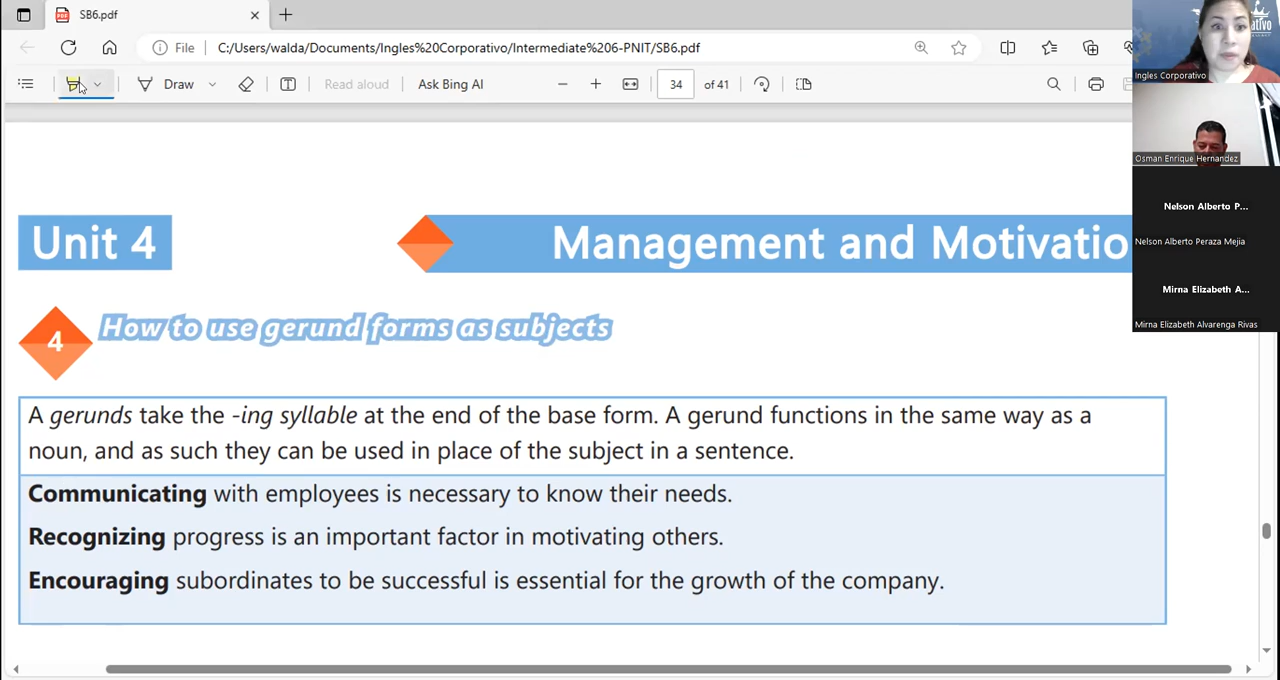 SB6.pdf
File
C:/Users/walda/Documents/Ingles%20Corporativo/Intermediate%206-PNIT/SB6.pdf
Draw
Read aloud
Ask Bing AI
34
of 41
Ingles Corporativo
Osman Enrique Hernandez
Nelson Alberto P...
Nelson Alberto Peraza Mejia
Mirna Elizabeth A...
Mirna Elizabeth Alvarenga Rivas
Unit 4
Management and Motivatio
4
How to use gerund forms as subjects
A gerunds take the -ing syllable at the end of the base form. A gerund functions in the same way as a
noun, and as such they can be used in place of the subject in a sentence.
Communicating with employees is necessary to know their needs.
Recognizing progress is an important factor in motivating others.
Encouraging subordinates to be successful is essential for the growth of the company.